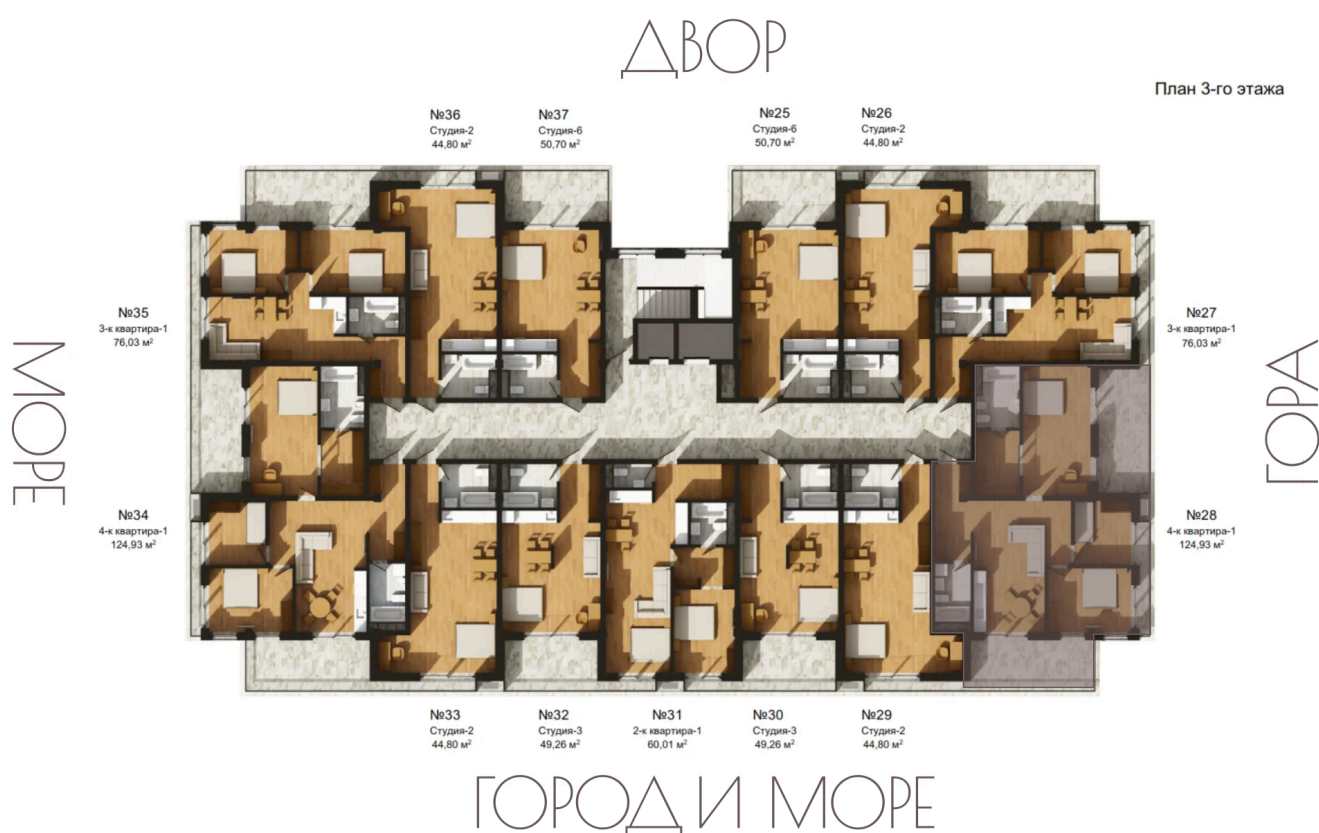 ДВОР
План 3-го этажа
№36
Студия-2
44,80 м²
№37
Студия-6
50,70 м²
№25
Студия-6
50,70 м²
№26
Студия-2
44,80 м²
№35
3-к квартира-1
76,03 м²
№27
3-к квартира-1
76,03 м²
МОРЕ
ГОРА
№34
4-к квартира-1
124,93 м²
№28
4-к квартира-1
124,93 м²
№33
Студия-2
44,80 м²
№32
Студия-3
49,26 м²
№31
2-к квартира-1
60,01 м²
№30
Студия-3
49,26 м²
№29
Студия-2
44,80 м²
ГОРОД И МОРЕ